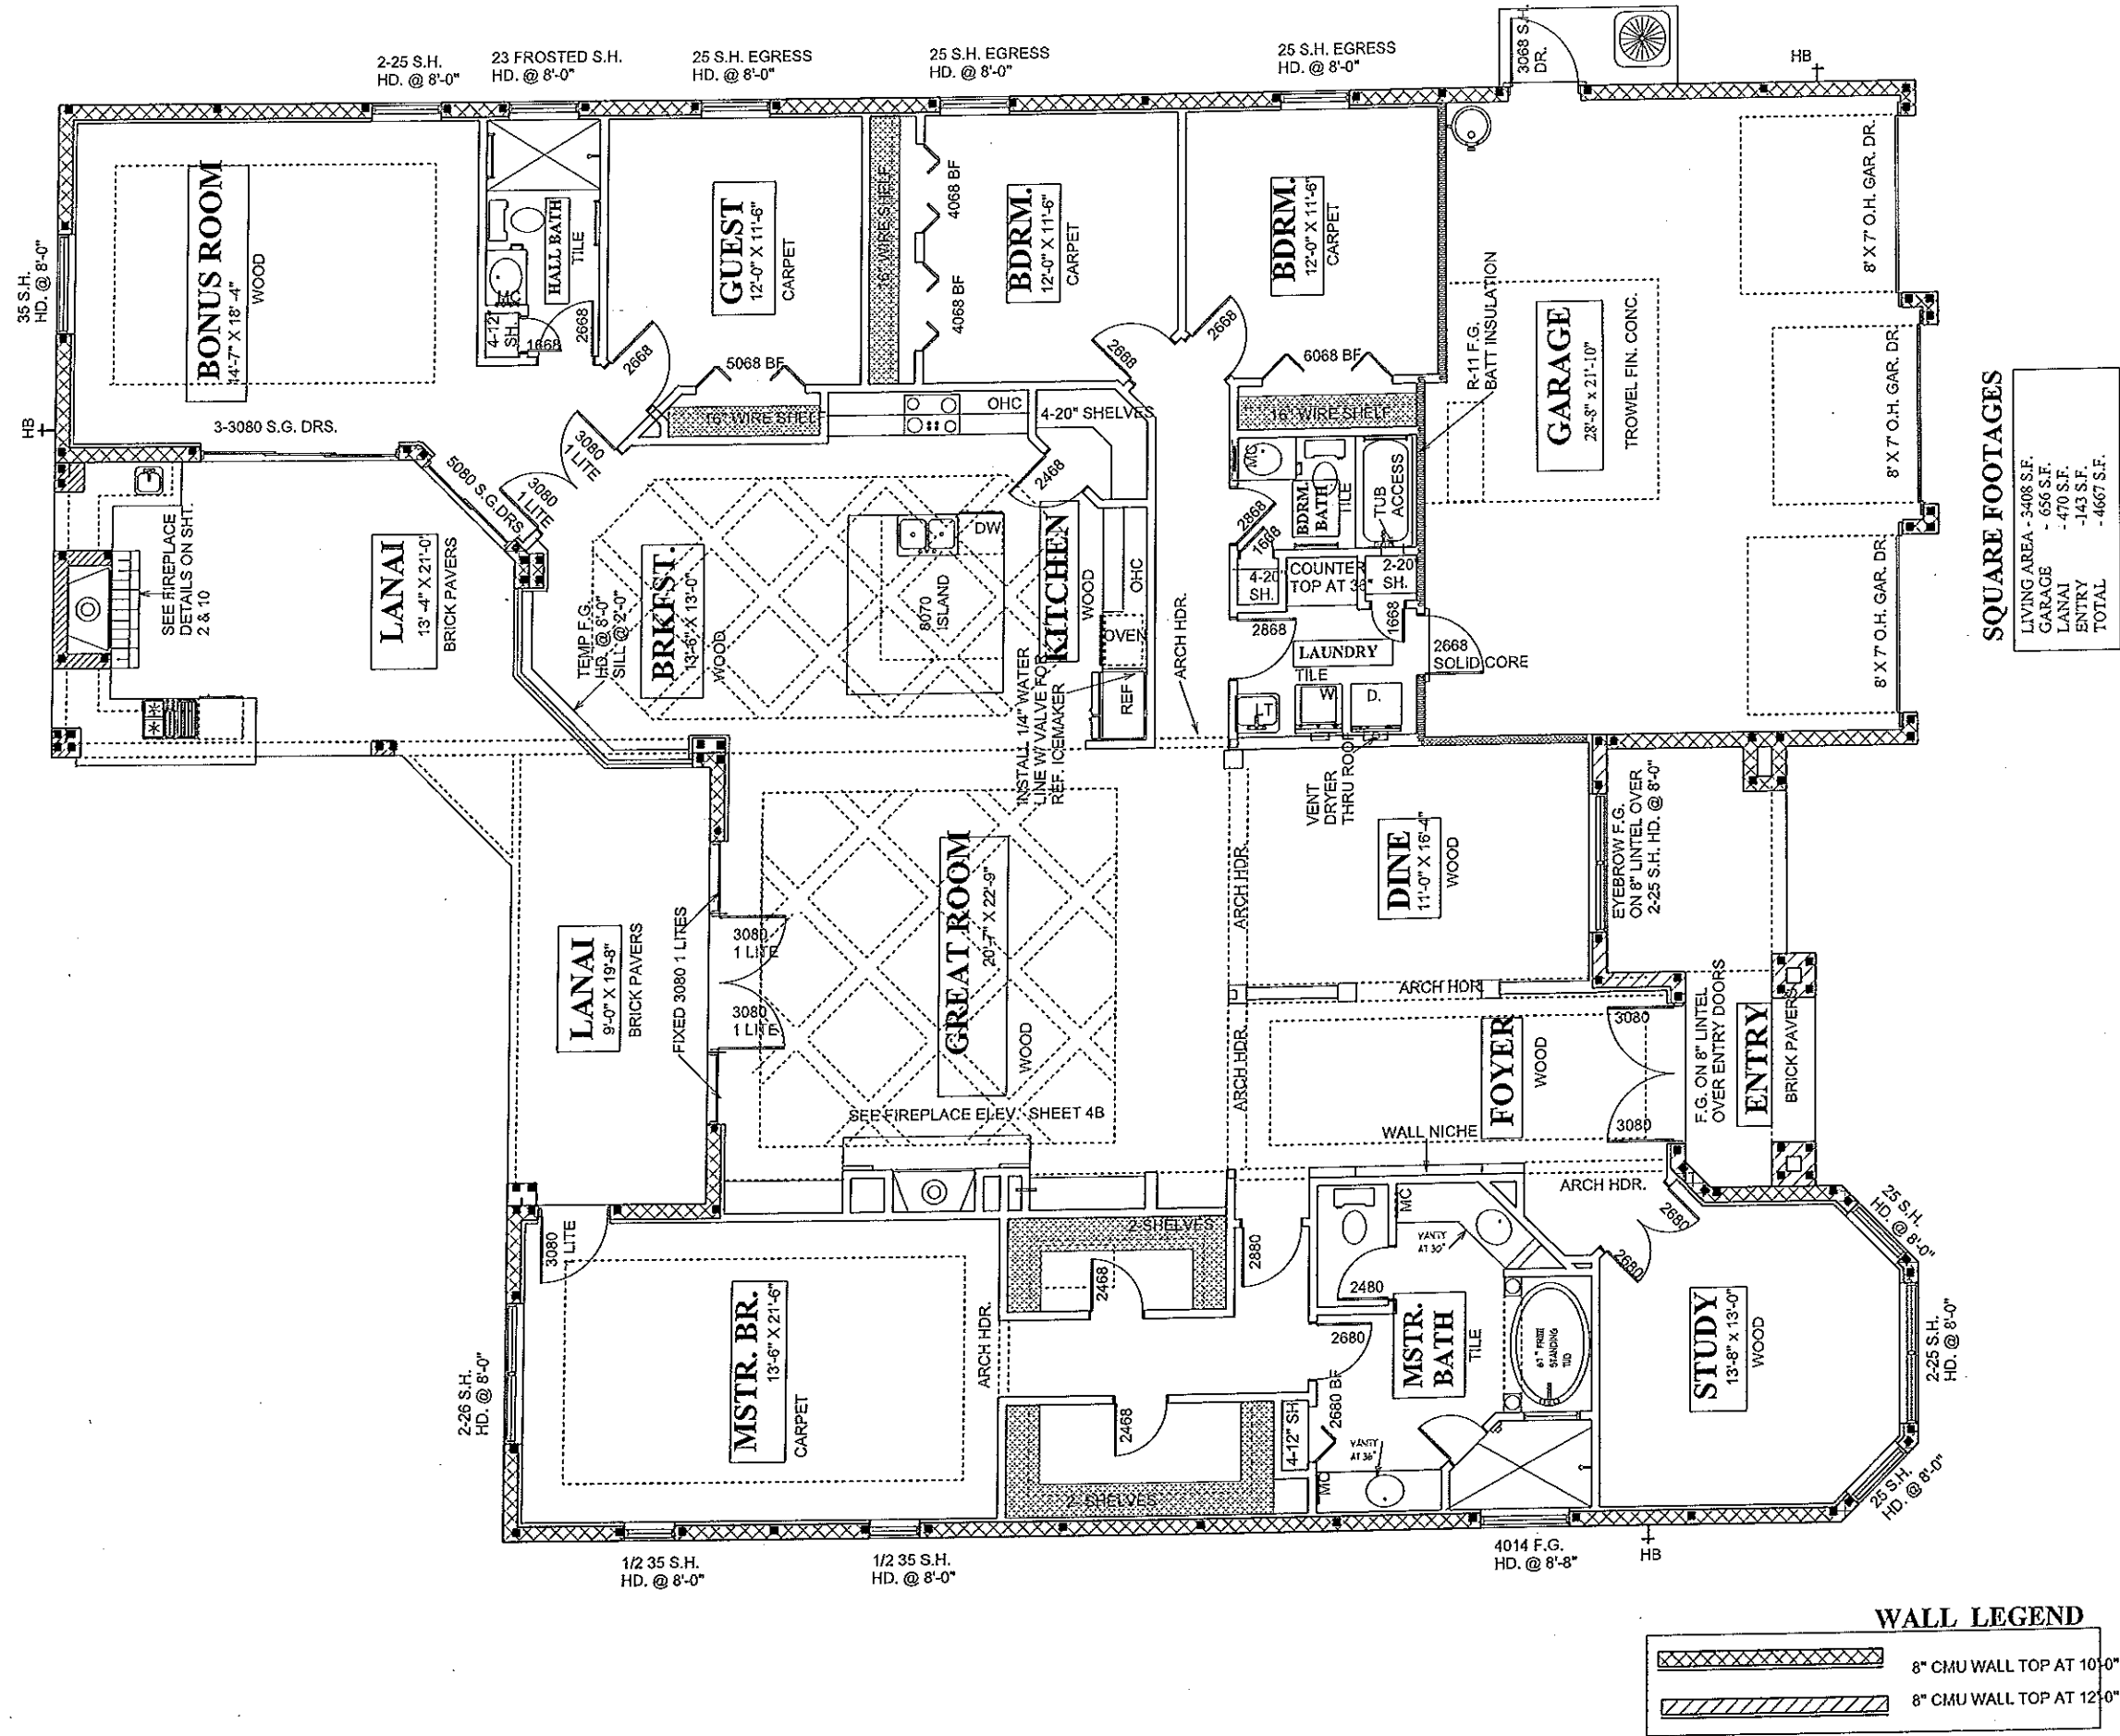 2-25 S.H.
HD. @ 8'-0"
23 FROSTED S.H.
HD. @ 8'-0"
25 S.H. EGRESS
HD. @ 8'-0"
25 S.H. EGRESS
HD. @ 8'-0"
25 S.H. EGRESS
HD. @ 8'-0"
3068 S.H.
DR.
HB
35 S.H.
HD. @ 8'-0"
HB
BONUS ROOM
14'-7" X 18'-4"
WOOD
3-3080 S.G. DRS.
HALL BATH
TILE
MC
4-12"
SH.
1668
2668
GUEST
12'-0" X 11'-6"
CARPET
2668
5068 BF
16" WIRE SHELF
16" WIRE SHELF
4068 BF
4068 BF
BDRM.
12'-0" X 11'-6"
CARPET
2668
BDRM.
12'-0" X 11'-6"
CARPET
2668
6068 BF
16" WIRE SHELF
R-11 F.G.
BATT INSULATION
GARAGE
28'-8" x 21'-10"
TROWEL FIN. CONC.
8' X 7' O.H. GAR. DR.
8' X 7' O.H. GAR. DR.
8' X 7' O.H. GAR. DR.
SQUARE FOOTAGES
LIVING AREA - 3408 S.F.
GARAGE - 656 S.F.
LANAI - 470 S.F.
ENTRY -143 S.F.
TOTAL - 4667 S.F.
SEE FIREPLACE
DETAILS ON SHT.
2 & 10
LANAI
13'-4" X 21'-0"
BRICK PAVERS
5080 S.G.DRS
3080
1 LITE
3080
1 LITE
TEMP F.G.
HD. @ 8'-0"
SILL @ 2'-0"
BRKFST.
13'-6" X 13'-0"
WOOD
8070
ISLAND
DW
OHC
4-20" SHELVES
2468
KITCHEN
WOOD
OHC
OVEN
REF
INSTALL 1/4" WATER
LINE W/ VALVE FOR
REF. ICEMAKER
ARCH HDR.
MC
BDRM.
BATH
TILE
TUB
ACCESS
2868
1668
4-20"
SH.
COUNTER
TOP AT 36"
2-20"
SH.
1668
2868
LAUNDRY
TILE
2668
SOLID CORE
LT
W
D.
VENT
DRYER
THRU ROOF
LANAI
9'-0" X 19'-8"
BRICK PAVERS
FIXED 3080 1 LITES
3080
1 LITE
3080
1 LITE
GREAT ROOM
20'-7" X 22'-9"
WOOD
SEE FIREPLACE ELEV. SHEET 4B
ARCH HDR.
ARCH HDR.
DINE
11'-0" X 16'-4"
WOOD
ARCH HDR
EYEBROW F.G.
ON 8" LINTEL OVER
2-25 S.H. HD. @ 8'-0"
FOYER
WOOD
3080
3080
F.G. ON 8" LINTEL
OVER ENTRY DOORS
ENTRY
BRICK PAVERS
WALL NICHE
ARCH HDR.
3080
1 LITE
MSTR. BR.
13'-6" X 21'-6"
CARPET
ARCH HDR.
2 SHELVES
2468
2468
2 SHELVES
2880
MC
VANITY
AT 30"
2480
2680
MSTR.
BATH
TILE
61" FREE
STANDING
TUB
4-12" SH
2680 BF
VANITY
AT 36"
MC
2680
2680
STUDY
13'-8" x 13'-0"
WOOD
25 S.H.
HD. @ 8'-0"
2-25 S.H.
HD. @ 8'-0"
25 S.H.
HD. @ 8'-0"
2-26 S.H.
HD. @ 8'-0"
1/2 35 S.H.
HD. @ 8'-0"
1/2 35 S.H.
HD. @ 8'-0"
4014 F.G.
HD. @ 8'-8"
HB
WALL LEGEND
8" CMU WALL TOP AT 10'-0"
8" CMU WALL TOP AT 12'-0"